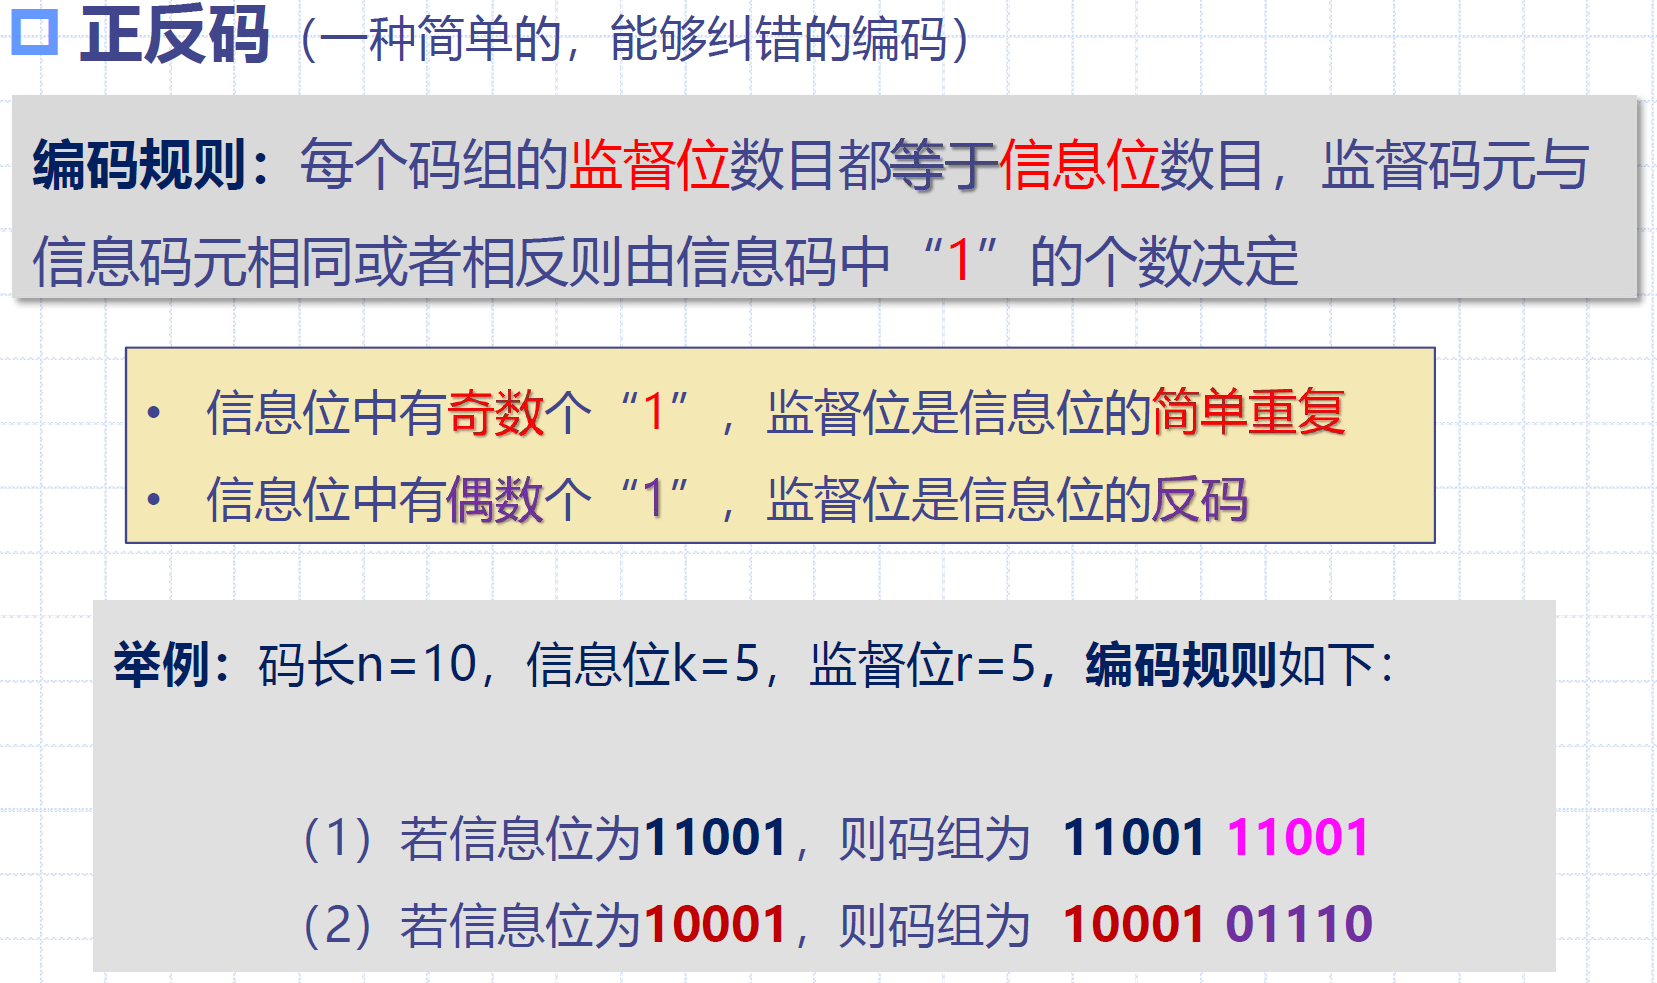 正反码（一种简单的，能够纠错的编码）
编码规则：每个码组的监督位数目都等于信息位数目，监督码元与
信息码元相同或者相反则由信息码中“1”的个数决定
• 信息位中有奇数个“1”，监督位是信息位的简单重复
• 信息位中有偶数个“1”，监督位是信息位的反码
举例：码长n=10，信息位k=5，监督位r=5，编码规则如下：
（1）若信息位为11001，则码组为 11001 11001
（2）若信息位为10001，则码组为 10001 01110